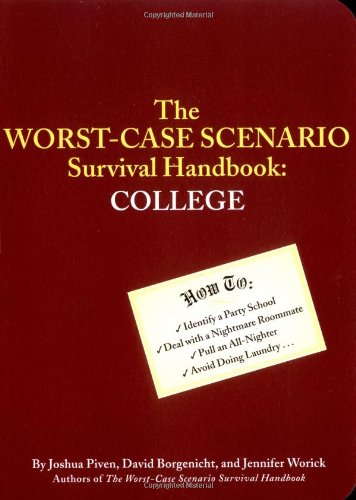 The
WORST-CASE SCENARIO
Survival Handbook:
COLLEGE
How To:
✓ Identify a Party School
✓ Deal with a Nightmare Roommate
✓ Pull an All-Nighter
✓ Avoid Doing Laundry . . .
By Joshua Piven, David Borgenicht, and Jennifer Worick
Authors of The Worst-Case Scenario Survival Handbook